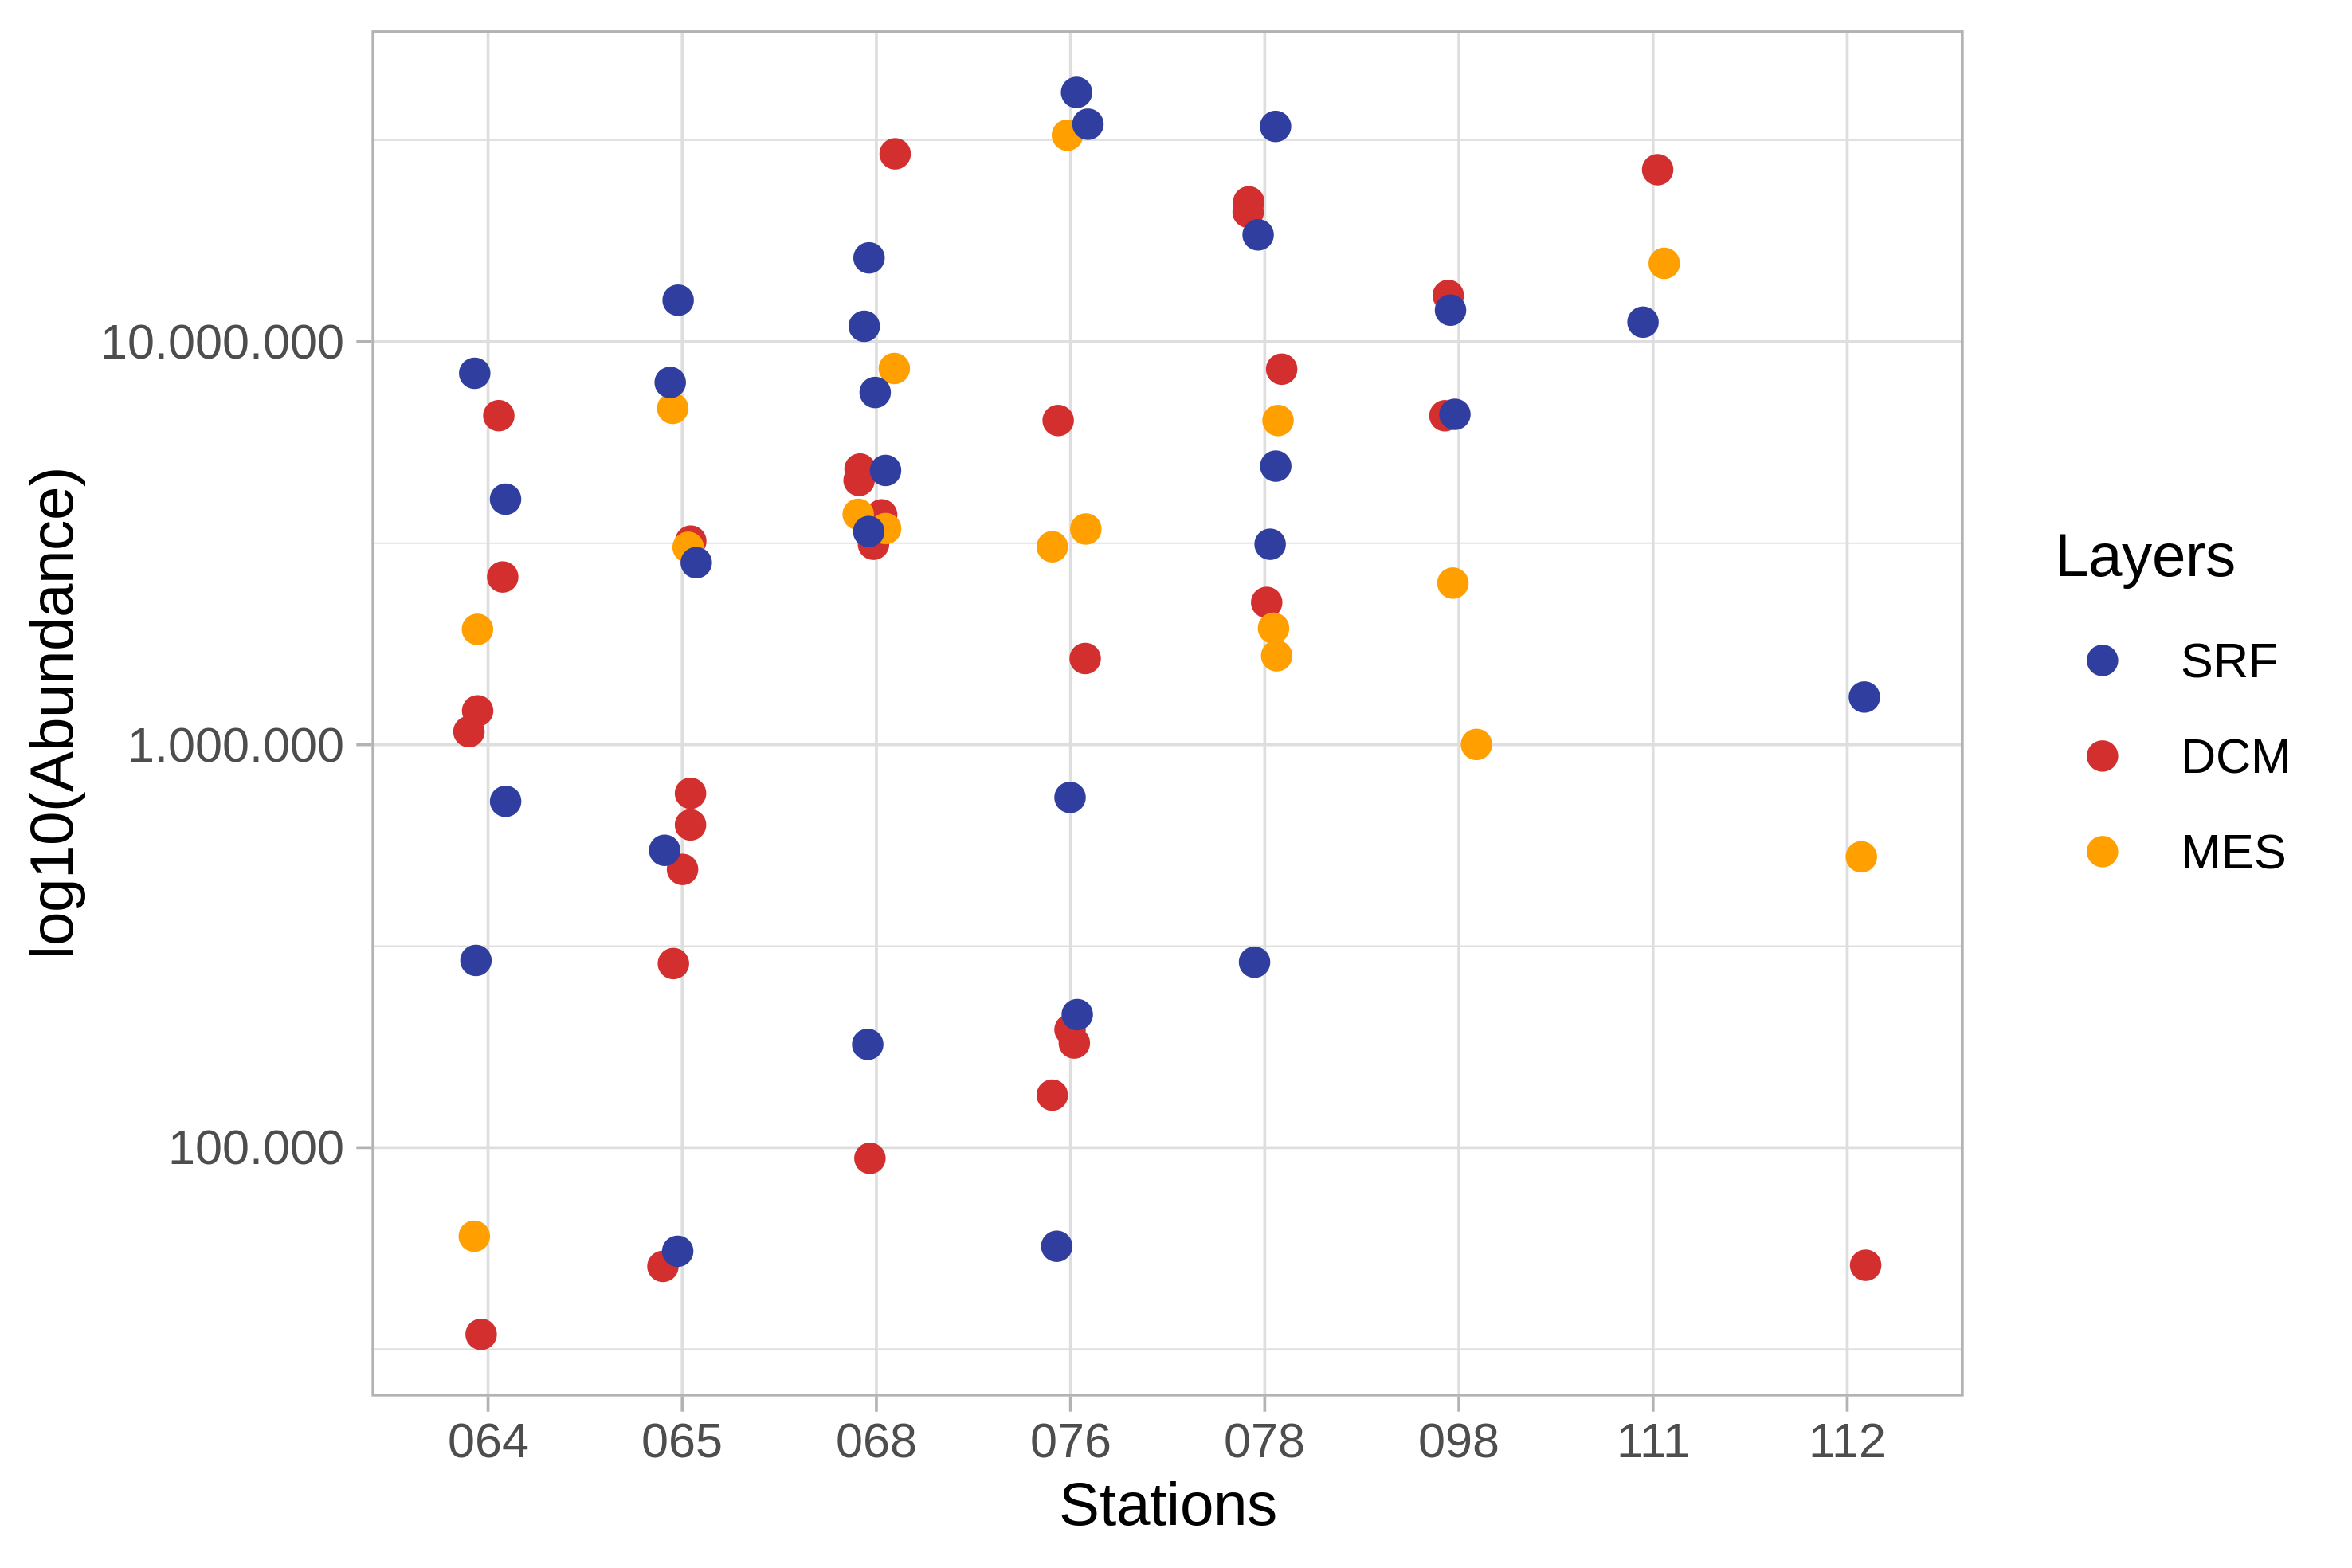 log10(Abundance)
10.000.000
1.000.000
100.000
064 065 068 076 078 098 111 112
Stations
Layers
SRF
DCM
MES